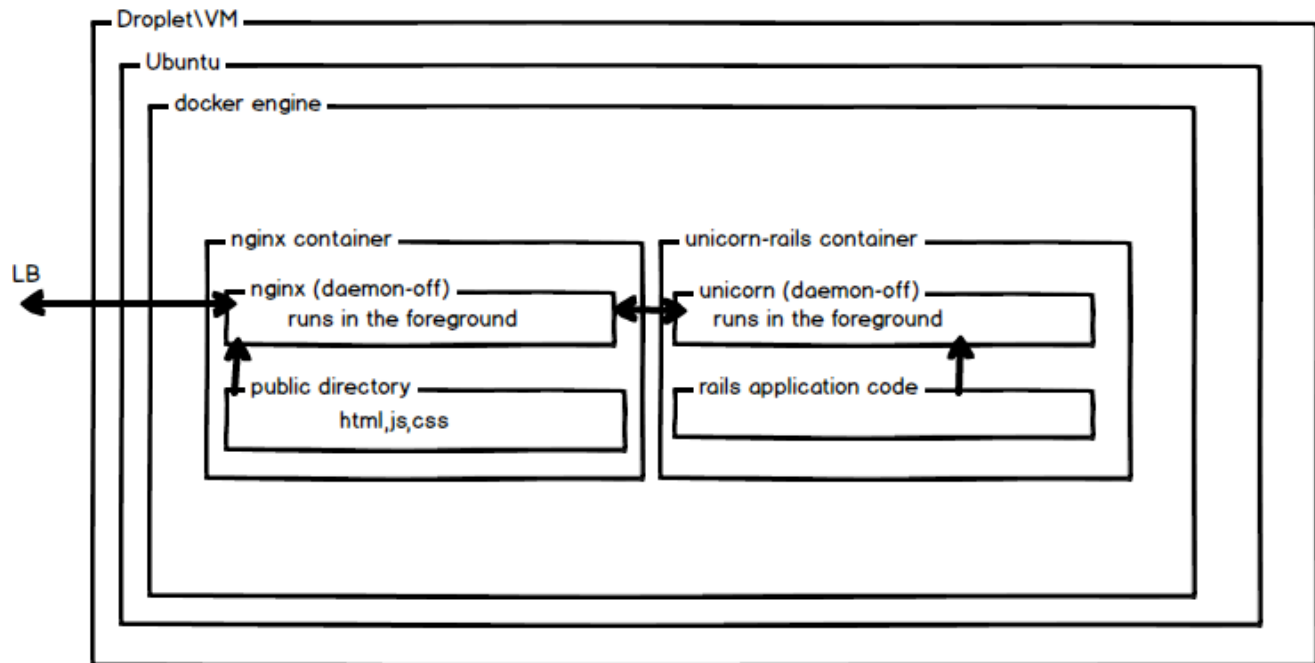 Droplet\VM
Ubuntu
docker engine
nginx container
unicorn-rails container
LB
nginx (daemon-off)
unicorn (daemon-off)
runs in the foreground
runs in the foreground
public directory
rails application code
html,js,css